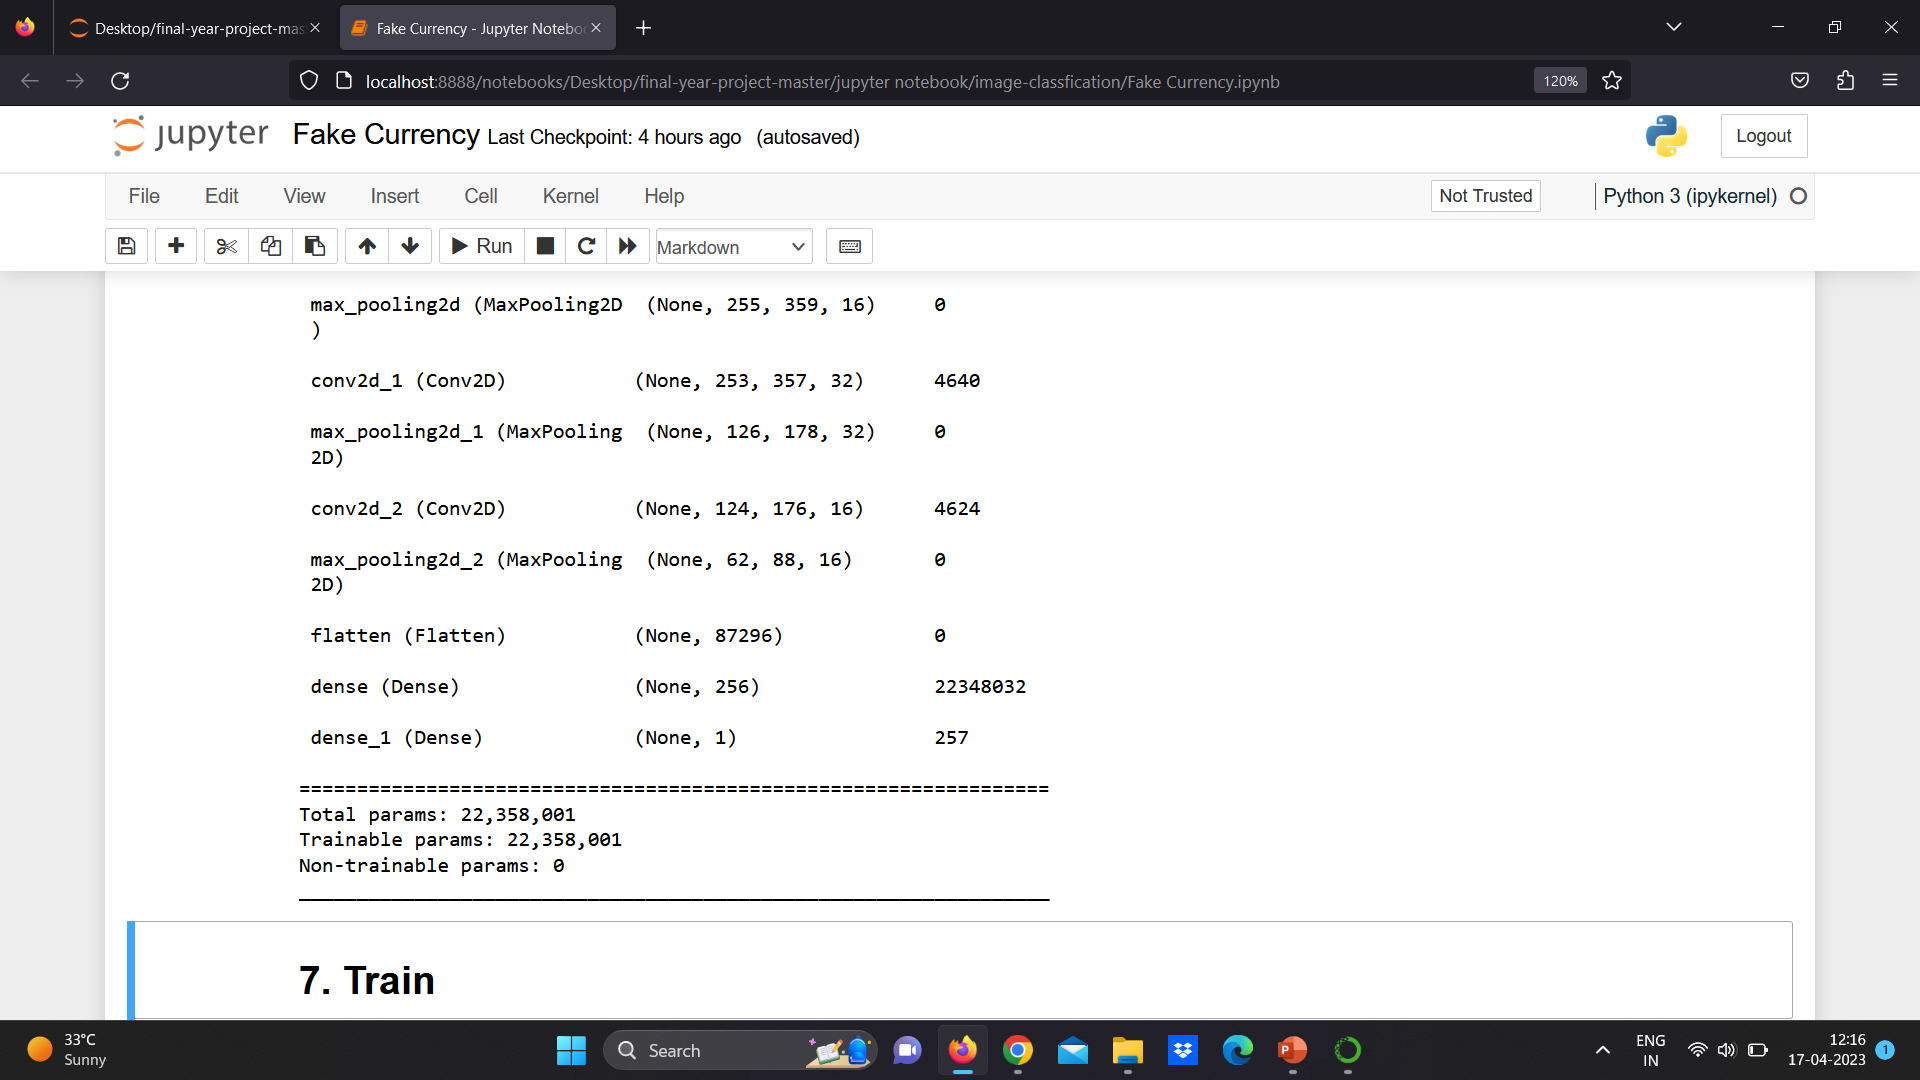 Desktop/final-year-project-mas
Fake Currency - Jupyter Notebo
localhost:8888/notebooks/Desktop/final-year-project-master/jupyter notebook/image-classfication/Fake Currency.ipynb
120%
jupyter Fake Currency Last Checkpoint: 4 hours ago (autosaved)
Logout
File Edit View Insert Cell Kernel Help
Not Trusted
Python 3 (ipykernel)
Run
Markdown
max_pooling2d (MaxPooling2D (None, 255, 359, 16) 0
)
conv2d_1 (Conv2D) (None, 253, 357, 32) 4640
max_pooling2d_1 (MaxPooling (None, 126, 178, 32) 0
2D)
conv2d_2 (Conv2D) (None, 124, 176, 16) 4624
max_pooling2d_2 (MaxPooling (None, 62, 88, 16) 0
2D)
flatten (Flatten) (None, 87296) 0
dense (Dense) (None, 256) 22348032
dense_1 (Dense) (None, 1) 257
=================================================================
Total params: 22,358,001
Trainable params: 22,358,001
Non-trainable params: 0
_________________________________________________________________
7. Train
33°C
Sunny
Search
P
ENG
IN
12:16
17-04-2023
1